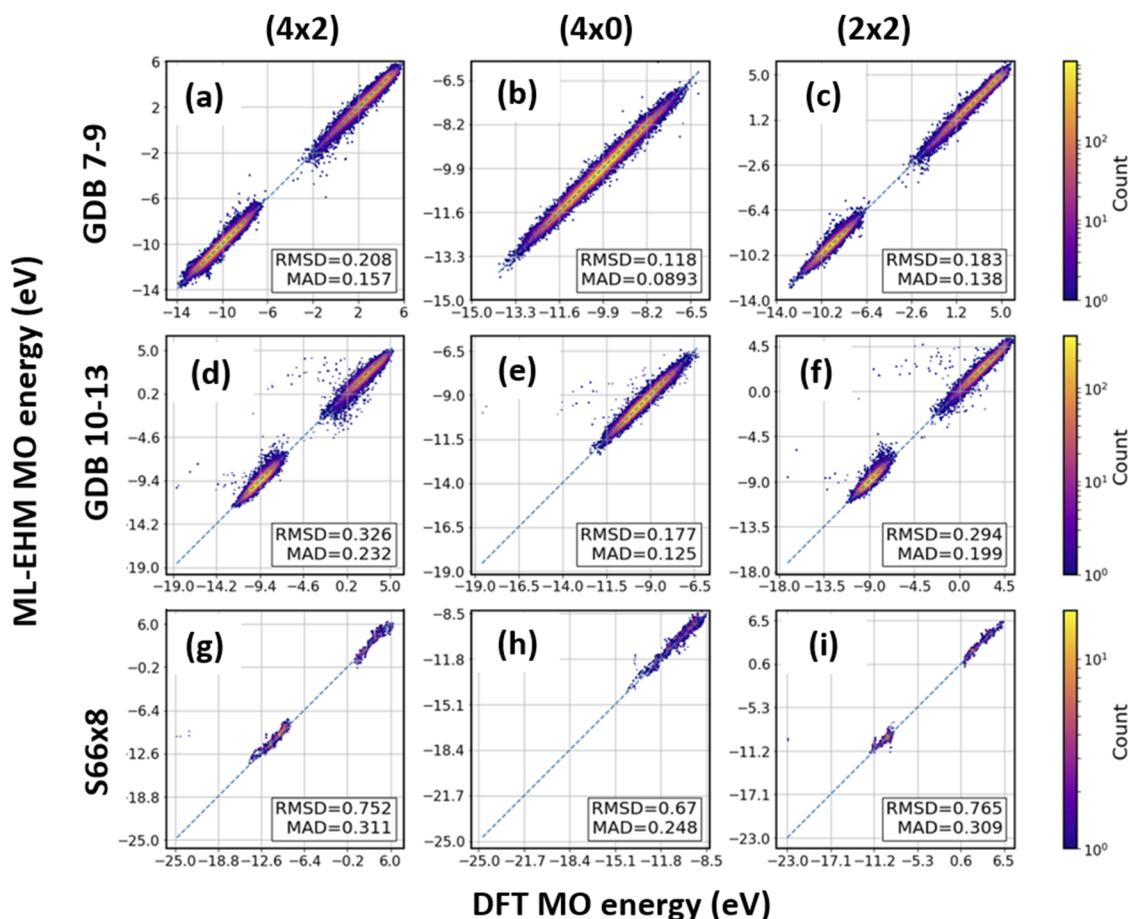 (4x2) (4x0) (2x2)
GDB 7-9
(a)
6
2
−2
−6
−10
−14
−14 −10 −6 −2 2 6
RMSD=0.208
MAD=0.157
(b)
−6.5
−8.2
−9.9
−11.6
−13.3
−15.0
−15.0 −13.3 −11.6 −9.9 −8.2 −6.5
RMSD=0.118
MAD=0.0893
(c)
5.0
1.2
−2.6
−6.4
−10.2
−14.0
−14.0 −10.2 −6.4 −2.6 1.2 5.0
RMSD=0.183
MAD=0.138
10²
10¹
10⁰
Count
ML-EHM MO energy (eV)
GDB 10-13
(d)
5.0
0.2
−4.6
−9.4
−14.2
−19.0
−19.0 −14.2 −9.4 −4.6 0.2 5.0
RMSD=0.326
MAD=0.232
(e)
−6.5
−9.0
−11.5
−14.0
−16.5
−19.0
−19.0 −16.5 −14.0 −11.5 −9.0 −6.5
RMSD=0.177
MAD=0.125
(f)
4.5
0.0
−4.5
−9.0
−13.5
−18.0
−18.0 −13.5 −9.0 −4.5 0.0 4.5
RMSD=0.294
MAD=0.199
10²
10¹
10⁰
Count
S66x8
(g)
6.0
−0.2
−6.4
−12.6
−18.8
−25.0
−25.0 −18.8 −12.6 −6.4 −0.2 6.0
RMSD=0.752
MAD=0.311
(h)
−8.5
−11.8
−15.1
−18.4
−21.7
−25.0
−25.0 −21.7 −18.4 −15.1 −11.8 −8.5
RMSD=0.67
MAD=0.248
(i)
6.5
0.6
−5.3
−11.2
−17.1
−23.0
−23.0 −17.1 −11.2 −5.3 0.6 6.5
RMSD=0.765
MAD=0.309
10¹
10⁰
Count
DFT MO energy (eV)